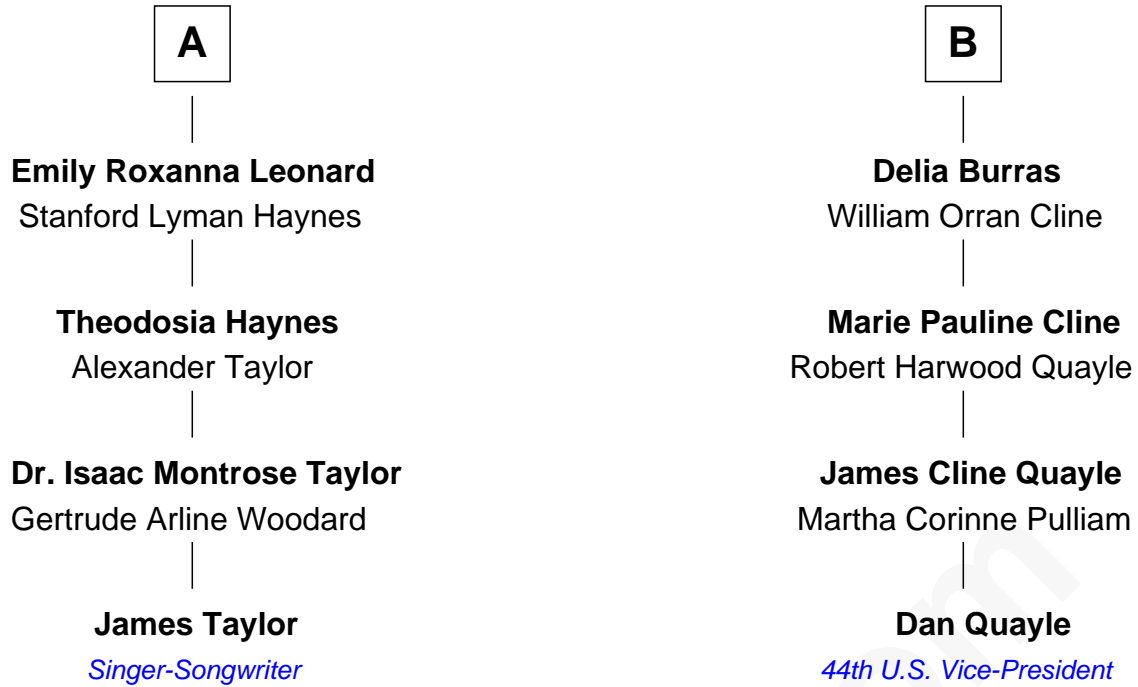 A
Emily Roxanna Leonard
Stanford Lyman Haynes
Theodosia Haynes
Alexander Taylor
Dr. Isaac Montrose Taylor
Gertrude Arline Woodard
James Taylor
Singer-Songwriter
B
Delia Burras
William Orran Cline
Marie Pauline Cline
Robert Harwood Quayle
James Cline Quayle
Martha Corinne Pulliam
Dan Quayle
44th U.S. Vice-President